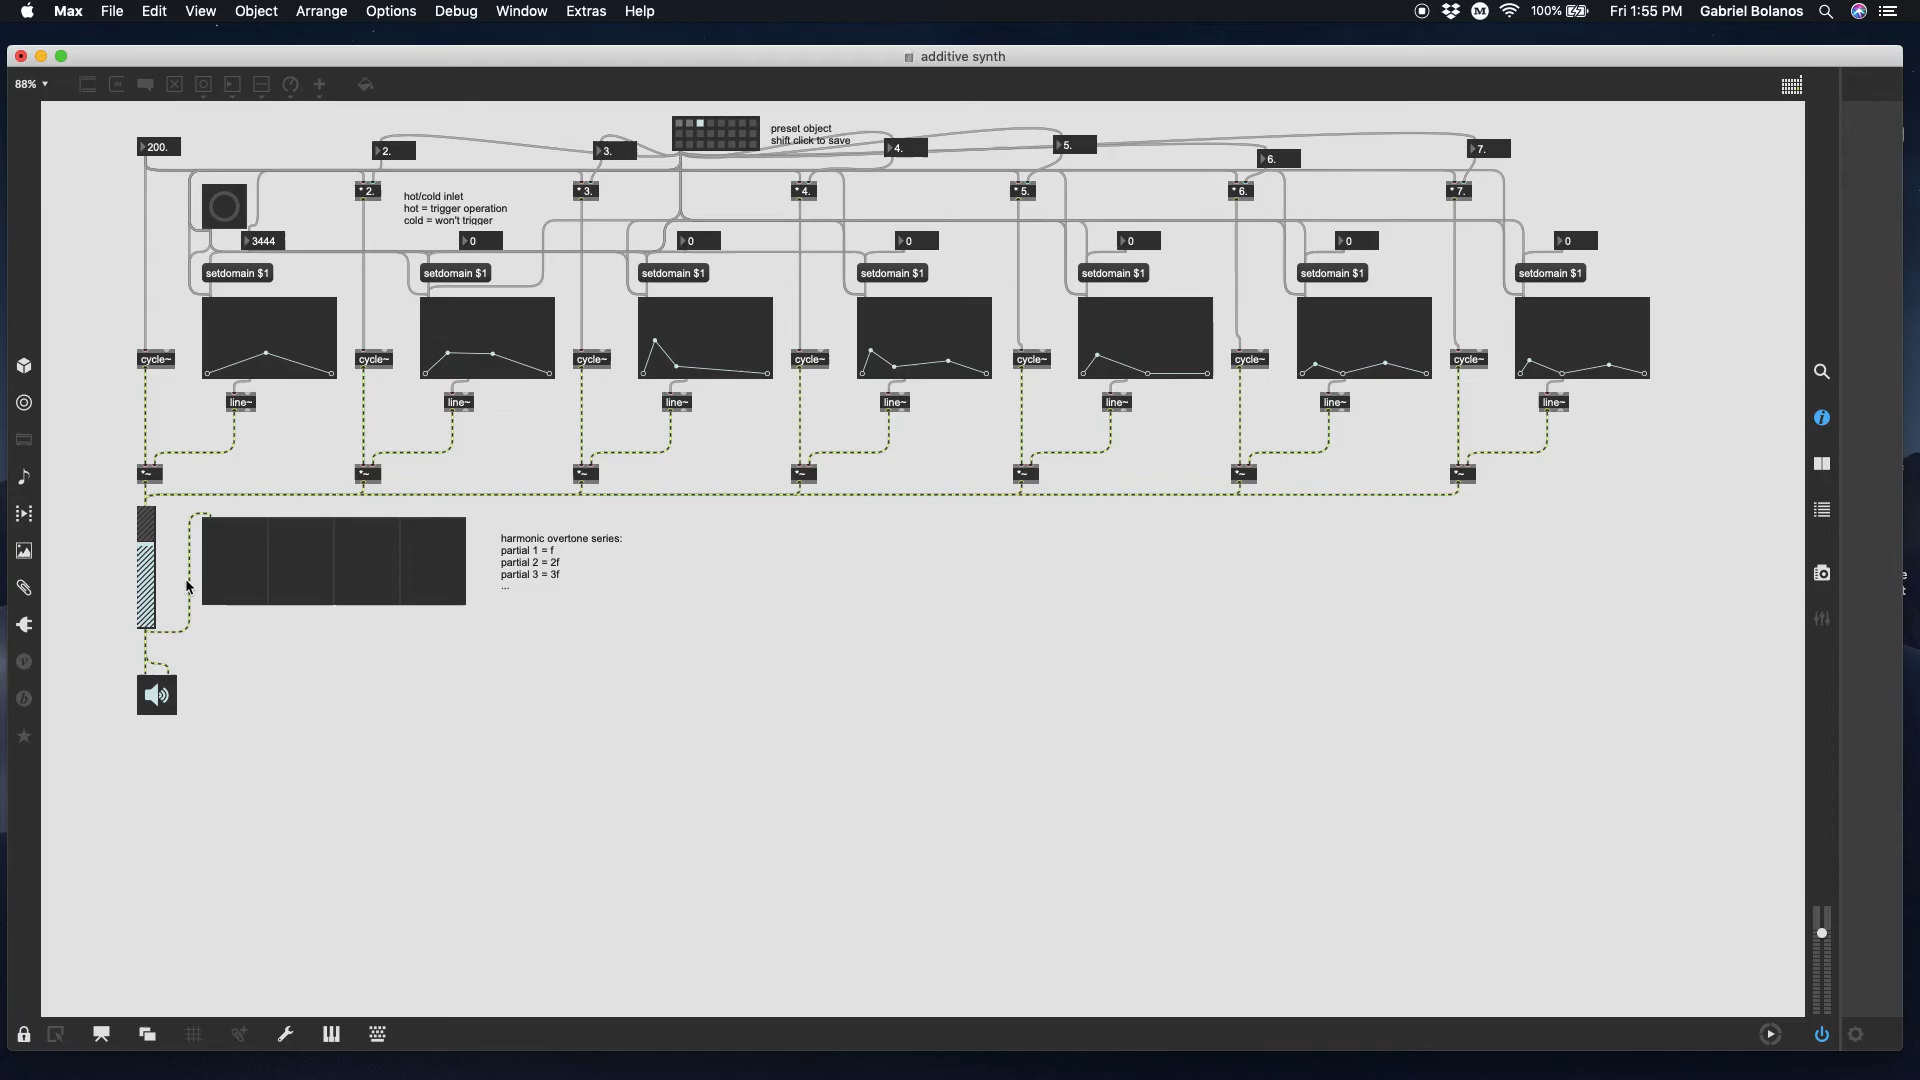 Max File Edit View Object Arrange Options Debug Window Extras Help
100% Fri 1:55 PM Gabriel Bolanos
additive synth
88%
200.
2.
3.
preset object
shift click to save
4.
5.
6.
7.
* 2.
* 3.
* 4.
* 5.
* 6.
* 7.
hot/cold inlet
hot = trigger operation
cold = won't trigger
3444
0
0
0
0
0
0
setdomain $1
setdomain $1
setdomain $1
setdomain $1
setdomain $1
setdomain $1
setdomain $1
cycle~
cycle~
cycle~
cycle~
cycle~
cycle~
cycle~
line~
line~
line~
line~
line~
line~
line~
*~
*~
*~
*~
*~
*~
*~
harmonic overtone series:
partial 1 = f
partial 2 = 2f
partial 3 = 3f
...